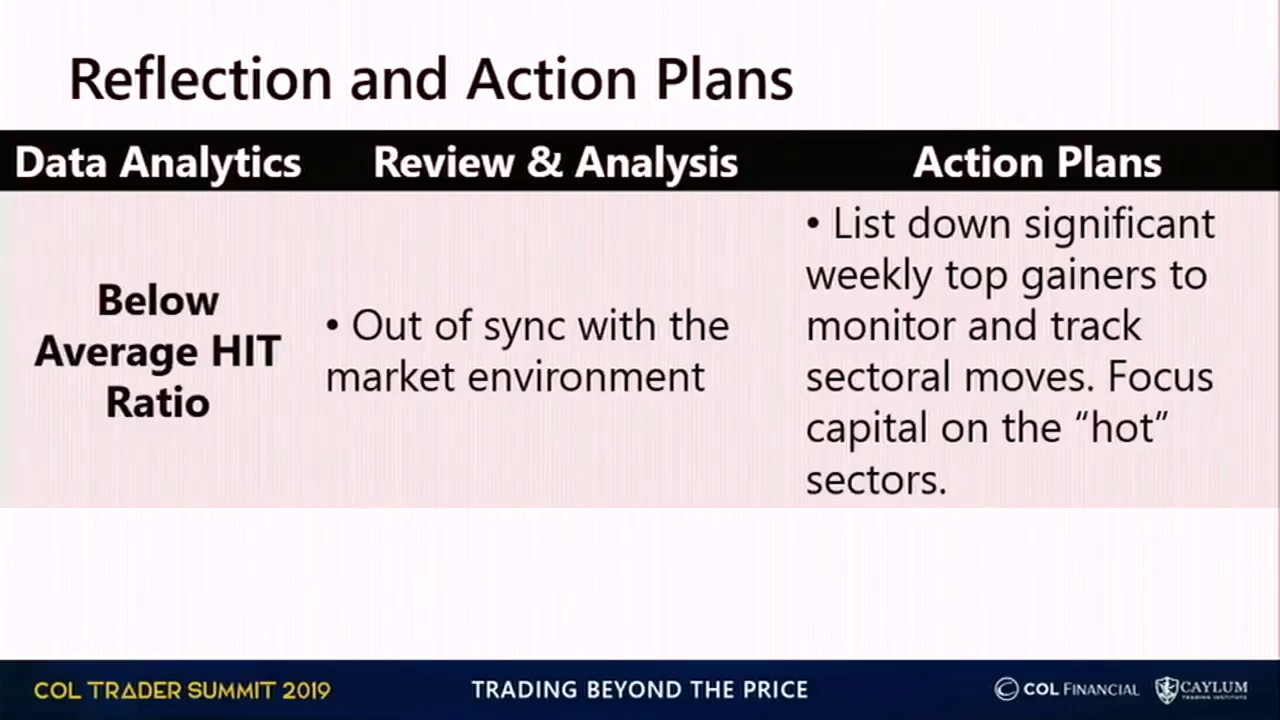 Reflection and Action Plans
Data Analytics
Review & Analysis
Action Plans
Below
Average HIT
Ratio
• Out of sync with the
market environment
• List down significant
weekly top gainers to
monitor and track
sectoral moves. Focus
capital on the “hot”
sectors.
COL TRADER SUMMIT 2019
TRADING BEYOND THE PRICE
COL FINANCIAL
CAYLUM
TRADING INSTITUTE